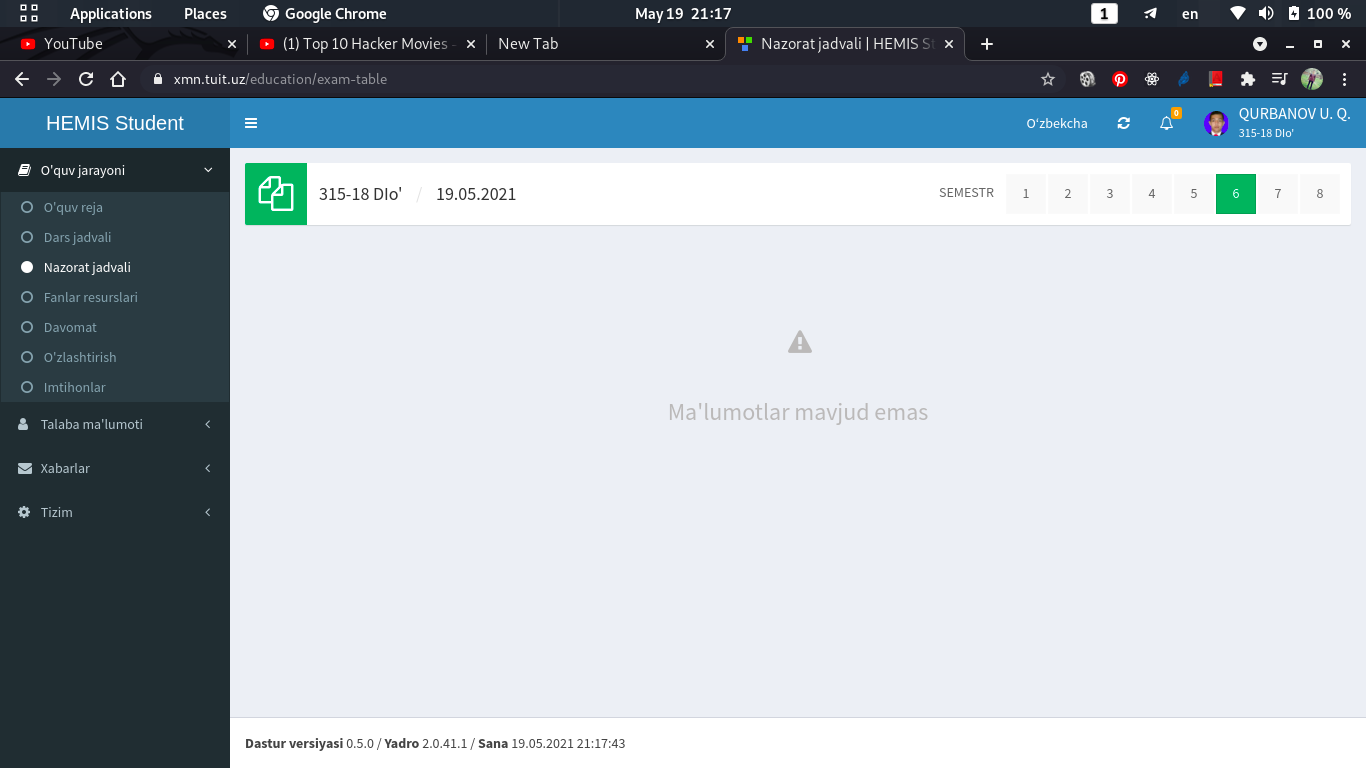 Applications Places Google Chrome May 19 21:17 1 en 100 %
YouTube (1) Top 10 Hacker Movies - New Tab Nazorat jadvali | HEMIS St
xmn.tuit.uz/education/exam-table
HEMIS Student O'zbekcha 0 QURBANOV U. Q.
315-18 DIo'
O'quv jarayoni
O'quv reja
Dars jadvali
Nazorat jadvali
Fanlar resurslari
Davomat
O'zlashtirish
Imtihonlar
Talaba ma'lumoti
Xabarlar
Tizim
315-18 DIo' / 19.05.2021 SEMESTR 1 2 3 4 5 6 7 8
Ma'lumotlar mavjud emas
Dastur versiyasi 0.5.0 / Yadro 2.0.41.1 / Sana 19.05.2021 21:17:43